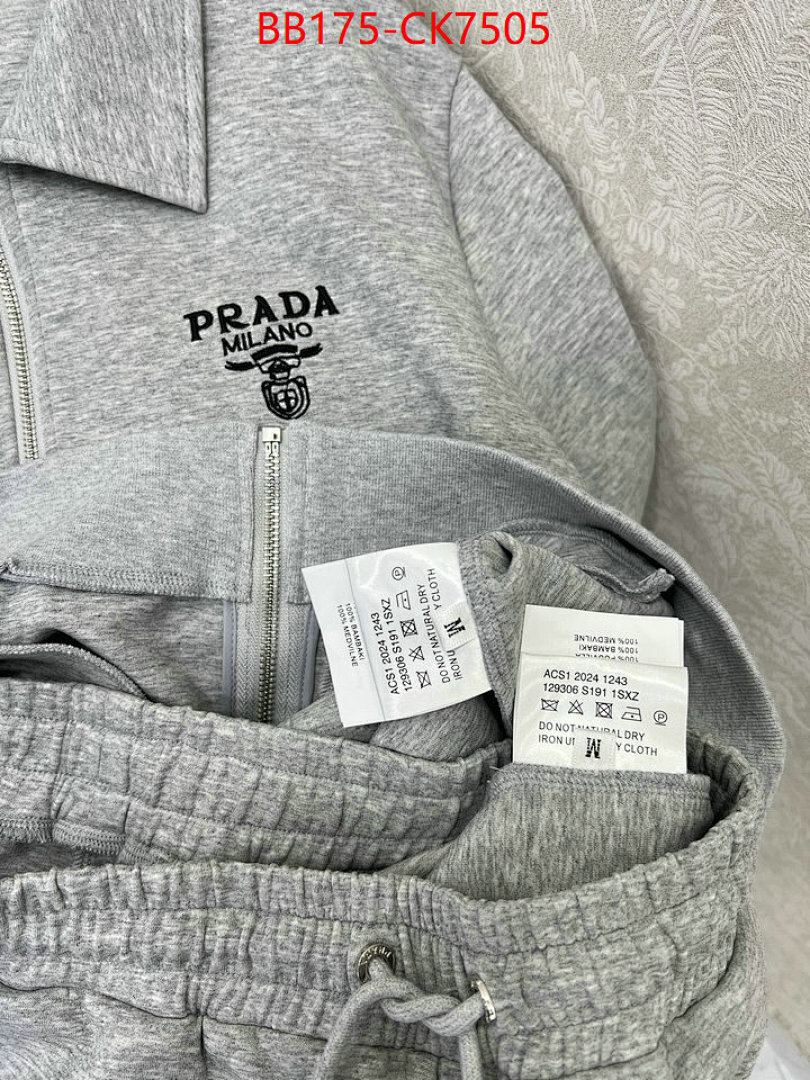 BB175-CK7505
PRADA
MILANO
100% BAMBAKI
100% MEDVILNE
ACS1 2024 1243
129306 S191 1SXZ
DO NOT NATURAL DRY
IRON U Y CLOTH
M
100% BAMBAKI
100% MEDVILNE
ACS1 2024 1243
129306 S191 1SXZ
DO NOT NATURAL DRY
IRON U Y CLOTH
M